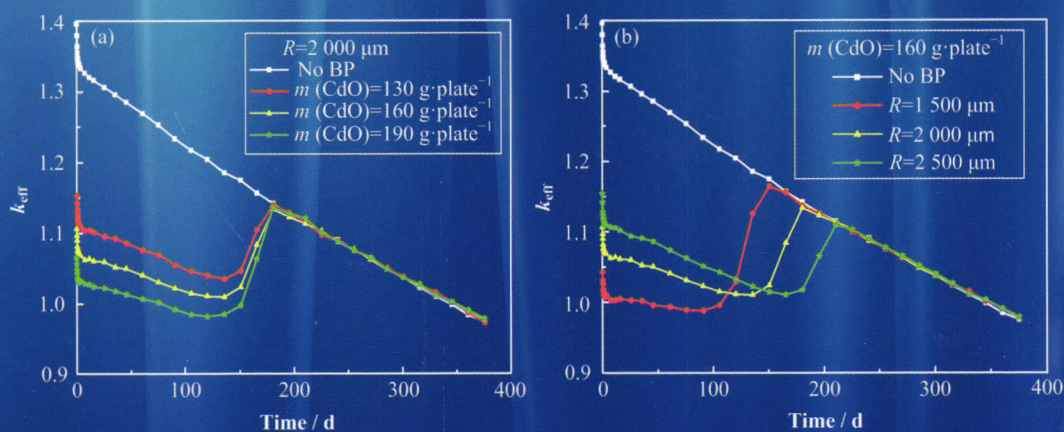 (a)
R=2 000 μm
No BP
m (CdO)=130 g·plate⁻¹
m (CdO)=160 g·plate⁻¹
m (CdO)=190 g·plate⁻¹
1.4
1.3
1.2
1.1
1.0
0.9
k_eff
0 100 200 300 400
Time / d
(b)
m (CdO)=160 g·plate⁻¹
No BP
R=1 500 μm
R=2 000 μm
R=2 500 μm
1.4
1.3
1.2
1.1
1.0
0.9
k_eff
0 100 200 300 400
Time / d